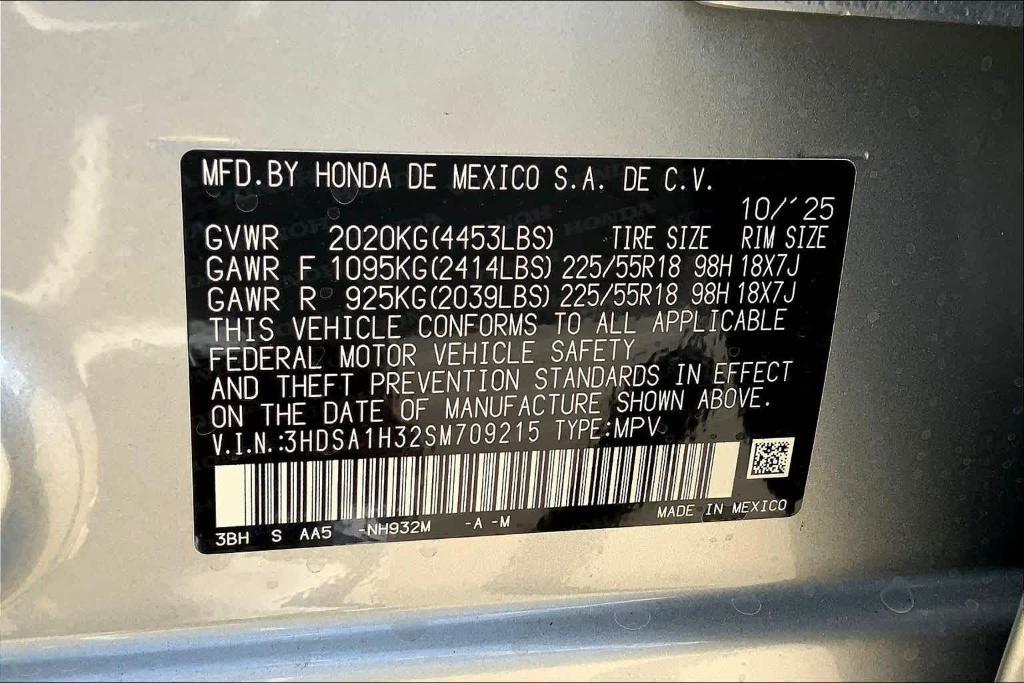 MFD.BY HONDA DE MEXICO S.A. DE C.V.
10/'25
GVWR 2020KG(4453LBS) TIRE SIZE RIM SIZE
GAWR F 1095KG(2414LBS) 225/55R18 98H 18X7J
GAWR R 925KG(2039LBS) 225/55R18 98H 18X7J
THIS VEHICLE CONFORMS TO ALL APPLICABLE
FEDERAL MOTOR VEHICLE SAFETY
AND THEFT PREVENTION STANDARDS IN EFFECT
ON THE DATE OF MANUFACTURE SHOWN ABOVE.
V.I.N.:3HDSA1H32SM709215 TYPE:MPV
MADE IN MEXICO
3BH S AA5 -NH932M -A -M